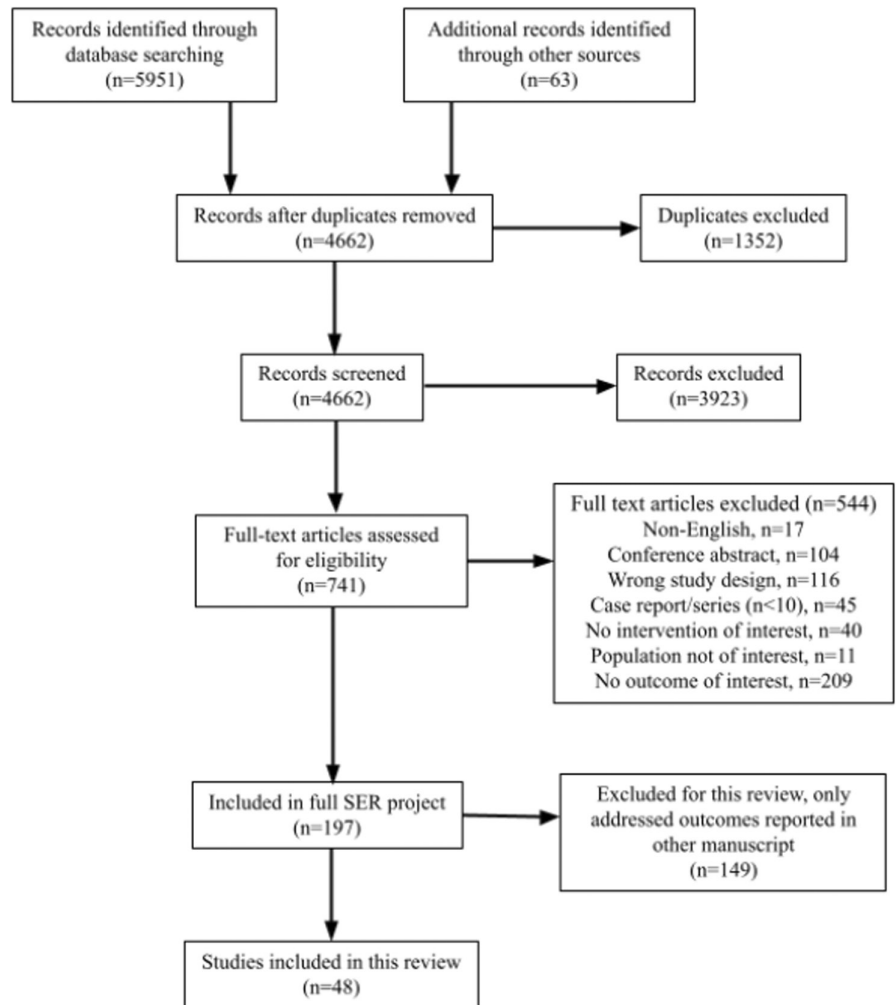 Records identified through
database searching
(n=5951)
Additional records identified
through other sources
(n=63)
Records after duplicates removed
(n=4662)
Duplicates excluded
(n=1352)
Records screened
(n=4662)
Records excluded
(n=3923)
Full-text articles assessed
for eligibility
(n=741)
Full text articles excluded (n=544)
Non-English, n=17
Conference abstract, n=104
Wrong study design, n=116
Case report/series (n<10), n=45
No intervention of interest, n=40
Population not of interest, n=11
No outcome of interest, n=209
Included in full SER project
(n=197)
Excluded for this review, only
addressed outcomes reported in
other manuscript
(n=149)
Studies included in this review
(n=48)